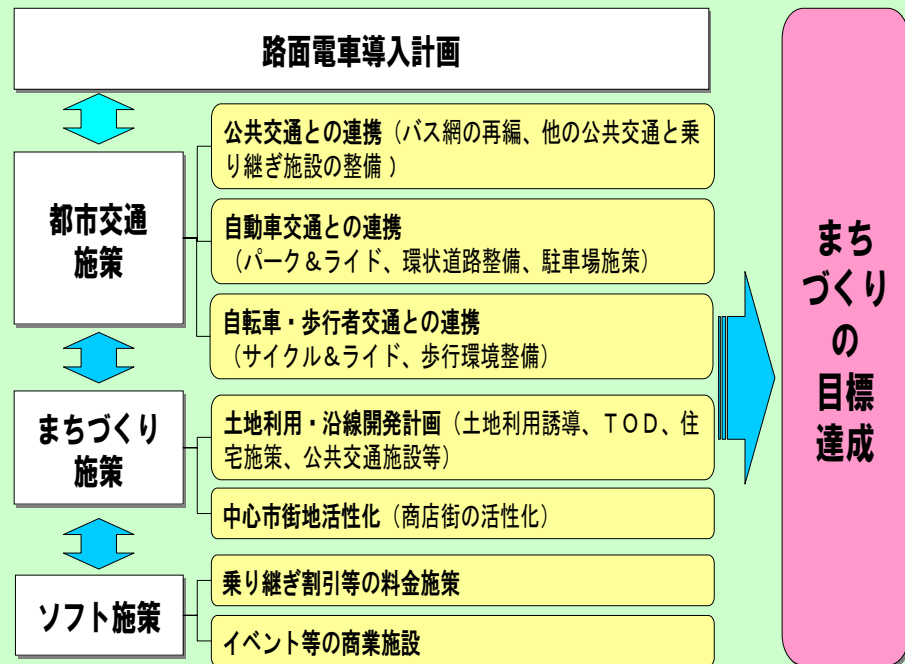 路面電車導入計画
都市交通
施策
公共交通との連携（バス網の再編、他の公共交通と乗
り継ぎ施設の整備 ）
自動車交通との連携
（パーク＆ライド、環状道路整備、駐車場施策）
自転車・歩行者交通との連携
（サイクル＆ライド、歩行環境整備）
まちづくり
施策
土地利用・沿線開発計画（土地利用誘導、ＴＯＤ、住
宅施策、公共交通施設等）
中心市街地活性化（商店街の活性化）
ソフト施策
乗り継ぎ割引等の料金施策
イベント等の商業施設
まち
づくり
の
目標
達成